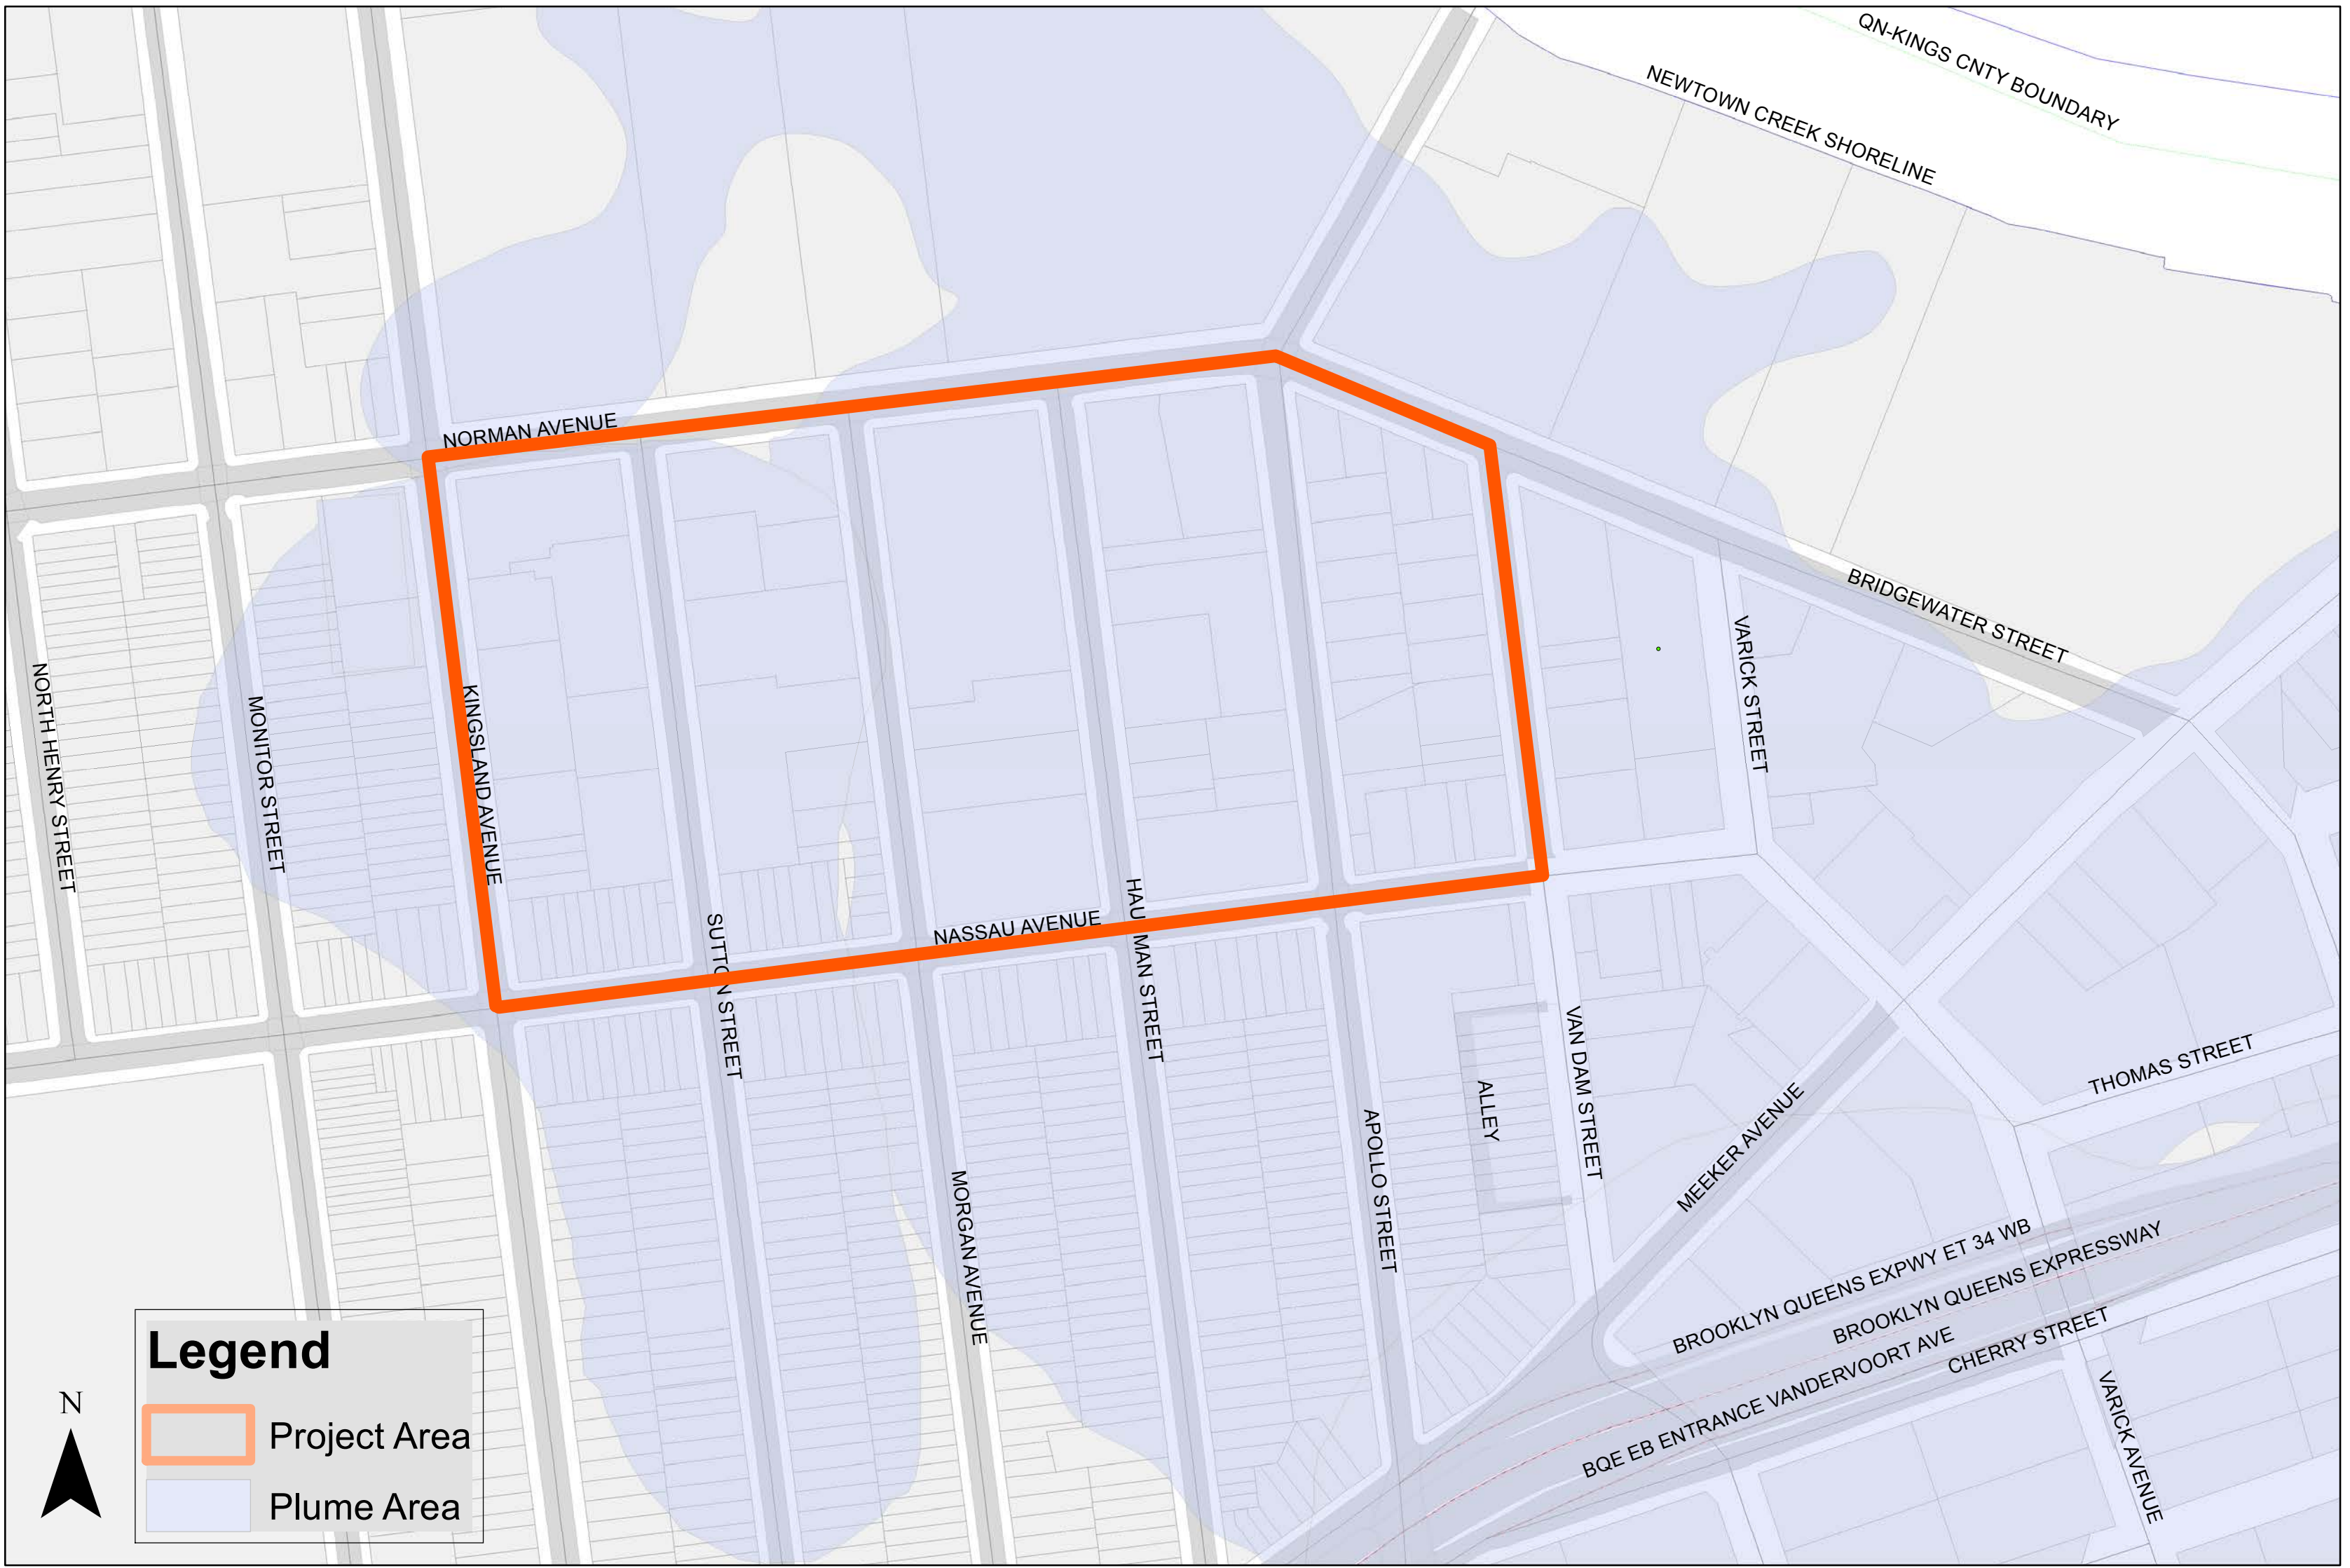 QN-KINGS CNTY BOUNDARY
NEWTOWN CREEK SHORELINE
NORMAN AVENUE
BRIDGEWATER STREET
VARICK STREET
NORTH HENRY STREET
MONITOR STREET
KINGSLAND AVENUE
SUTTON STREET
NASSAU AVENUE
HAUSMAN STREET
VAN DAM STREET
ALLEY
THOMAS STREET
MEEKER AVENUE
APOLLO STREET
MORGAN AVENUE
BROOKLYN QUEENS EXPWY ET 34 WB
BROOKLYN QUEENS EXPRESSWAY
BQE EB ENTRANCE VANDERVOORT AVE
CHERRY STREET
VARICK AVENUE
Legend
N
Project Area
Plume Area